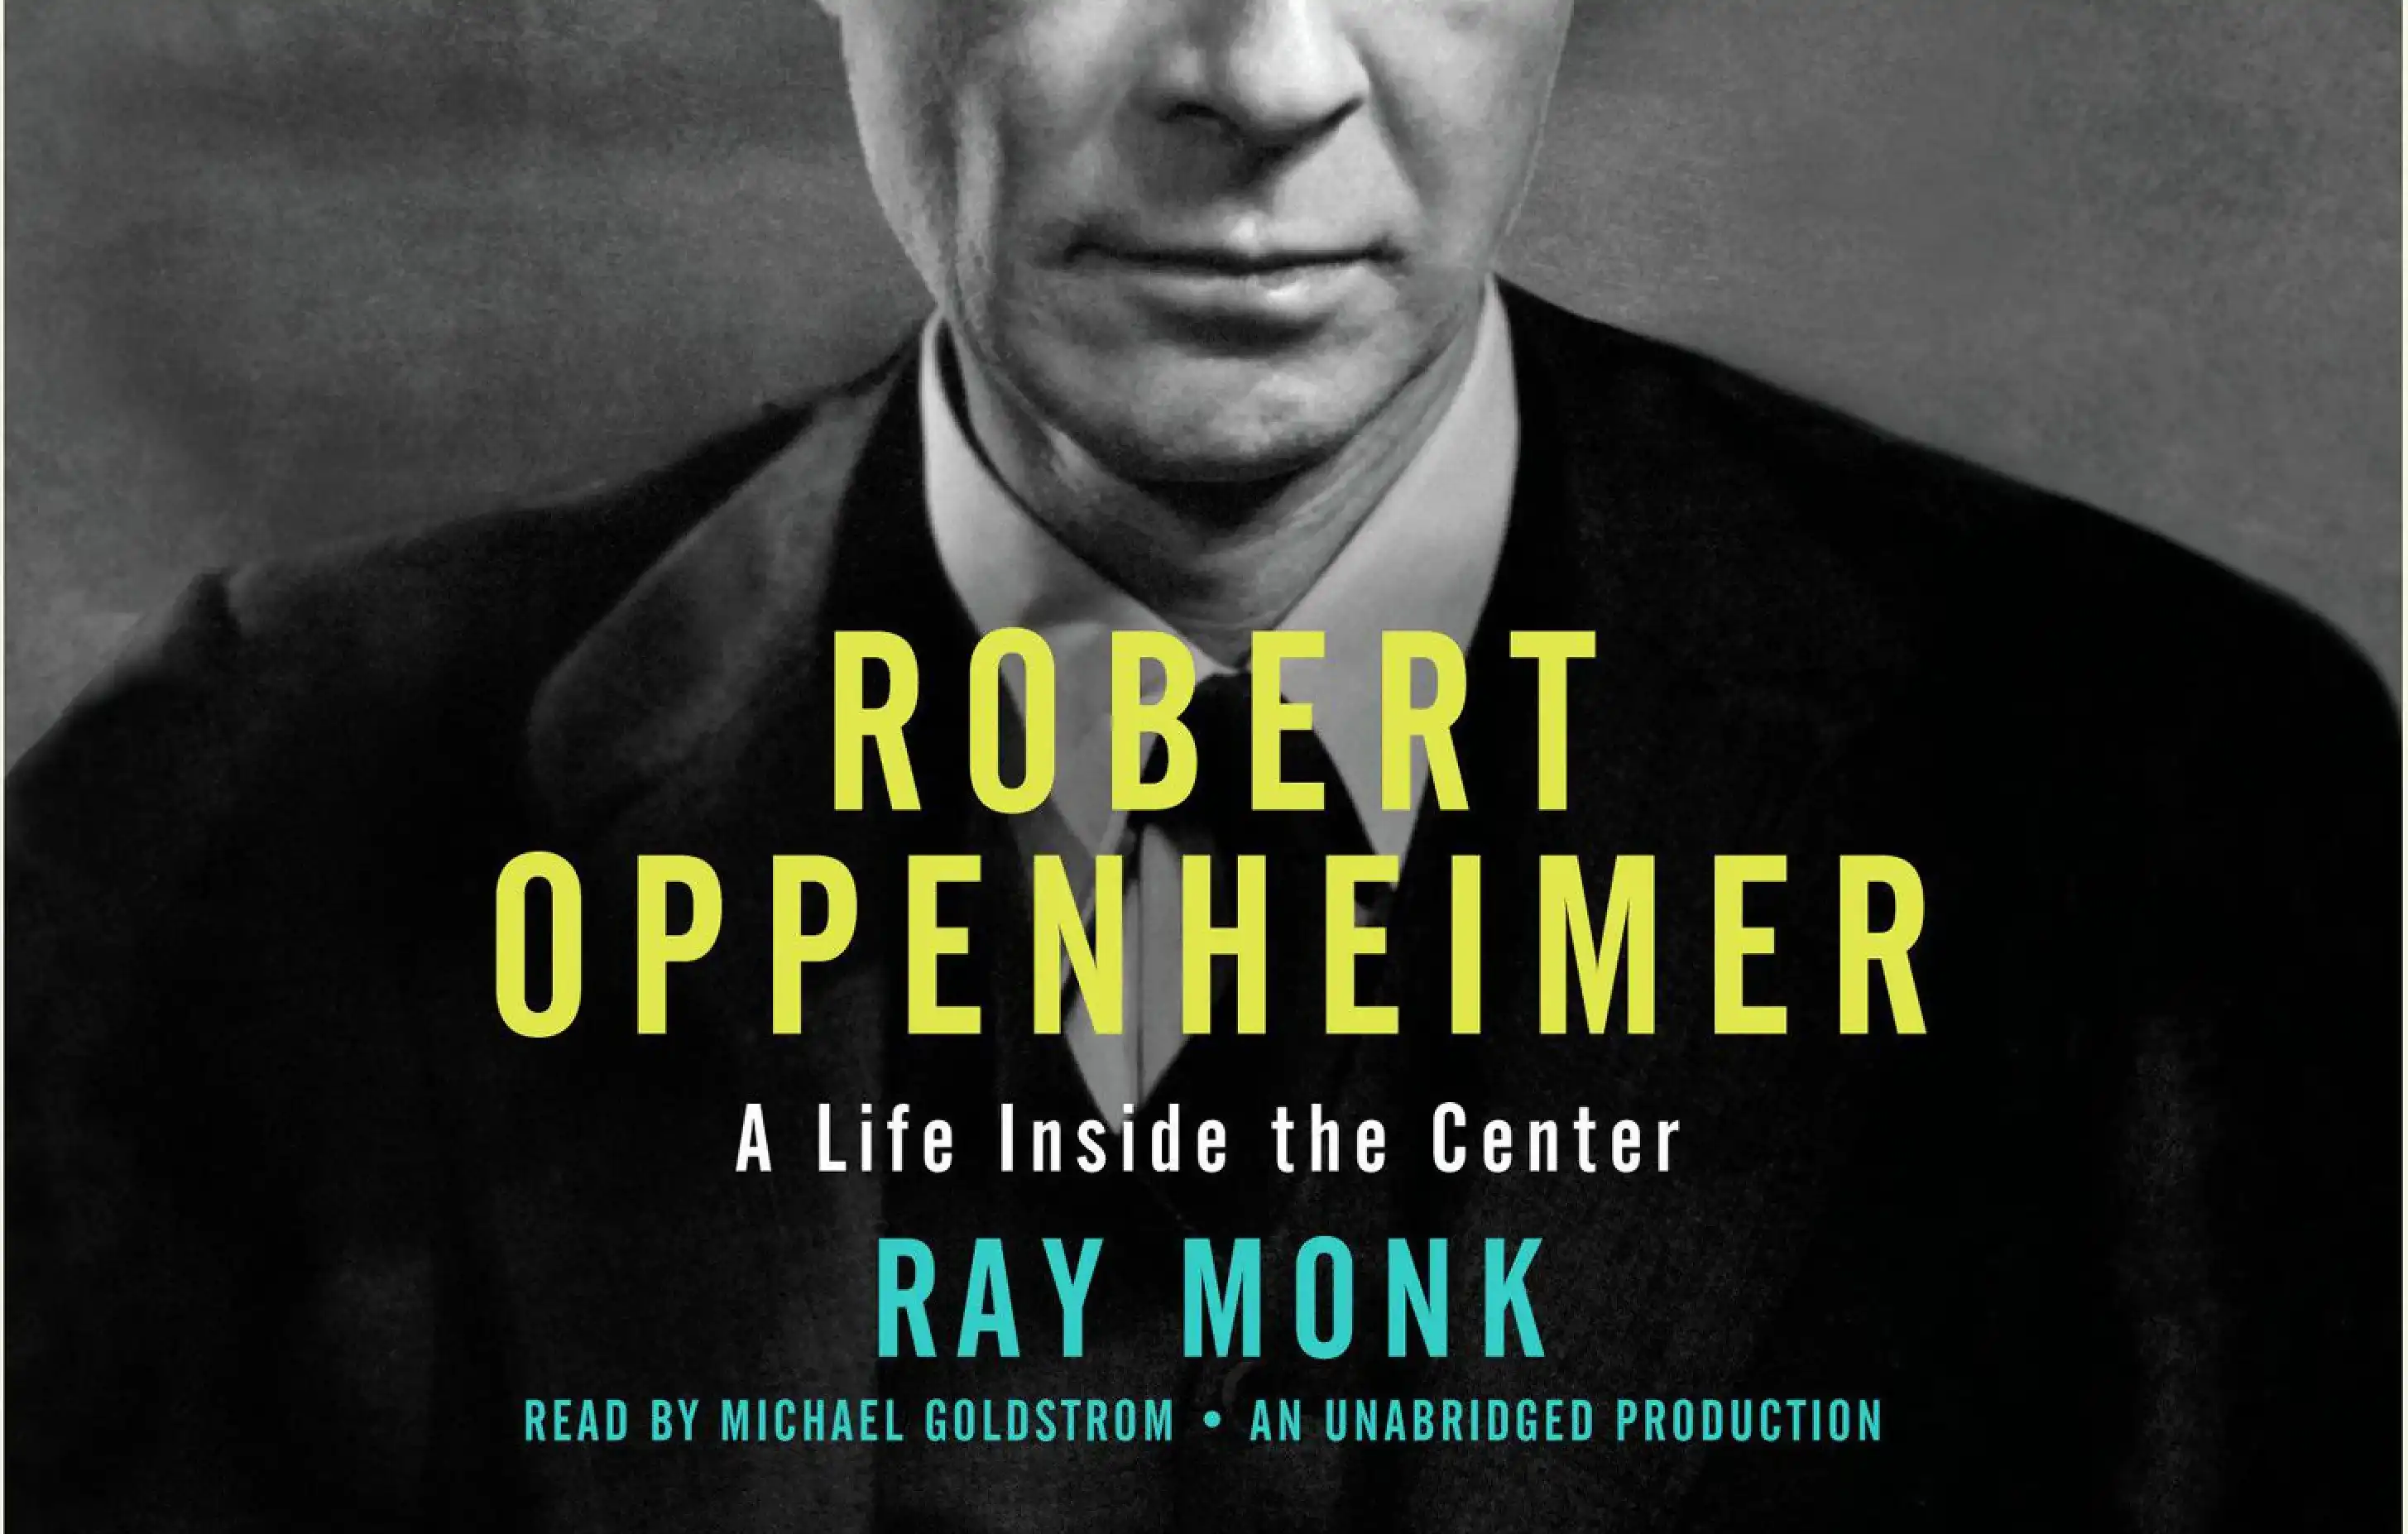 ROBERT
OPPENHEIMER
A Life Inside the Center
RAY MONK
READ BY MICHAEL GOLDSTROM • AN UNABRIDGED PRODUCTION